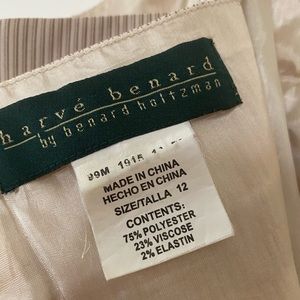 harvé benard
by benard holtzman
99M 1915
MADE IN CHINA
HECHO EN CHINA
SIZE/TALLA 12
CONTENTS:
75% POLYESTER
23% VISCOSE
2% ELASTIN